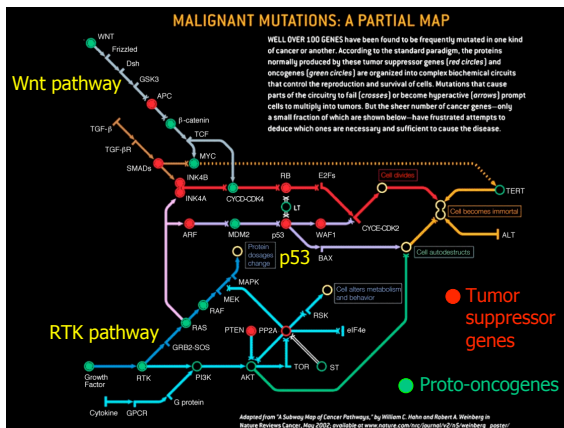 MALIGNANT MUTATIONS: A PARTIAL MAP
WELL OVER 100 GENES have been found to be frequently mutated in one kind
of cancer or another. According to the standard paradigm, the proteins
normally produced by these tumor suppressor genes (red circles) and
oncogenes (green circles) are organized into complex biochemical circuits
that control the reproduction and survival of cells. Mutations that cause
parts of the circuitry to fail (crosses) or become hyperactive (arrows) prompt
cells to multiply into tumors. But the sheer number of cancer genes—only
a small fraction of which are shown below—have frustrated attempts to
deduce which ones are necessary and sufficient to cause the disease.
WNT
Frizzled
Dsh
GSK3
Wnt pathway
APC
β-catenin
TCF
TGF-β
TGF-βR
MYC
SMADs
INK4B
INK4A
CYCD-CDK4
RB
E2Fs
Cell divides
TERT
LT
Cell becomes immortal
ARF
MDM2
p53
WAF1
CYCE-CDK2
ALT
BAX
Cell autodestructs
p53
Protein
dosages
change
MAPK
MEK
RAF
RAS
Cell alters metabolism
and behavior
RSK
Tumor
suppressor
genes
RTK pathway
PTEN
PP2A
eIF4e
GRB2-SOS
Growth
Factor
RTK
PI3K
AKT
TOR
ST
Proto-oncogenes
G protein
Cytokine
GPCR
Adapted from "A Subway Map of Cancer Pathways," by William C. Hahn and Robert A. Weinberg in
Nature Reviews Cancer, May 2002; available at www.nature.com/nrc/journal/v2/n5/weinberg_poster/